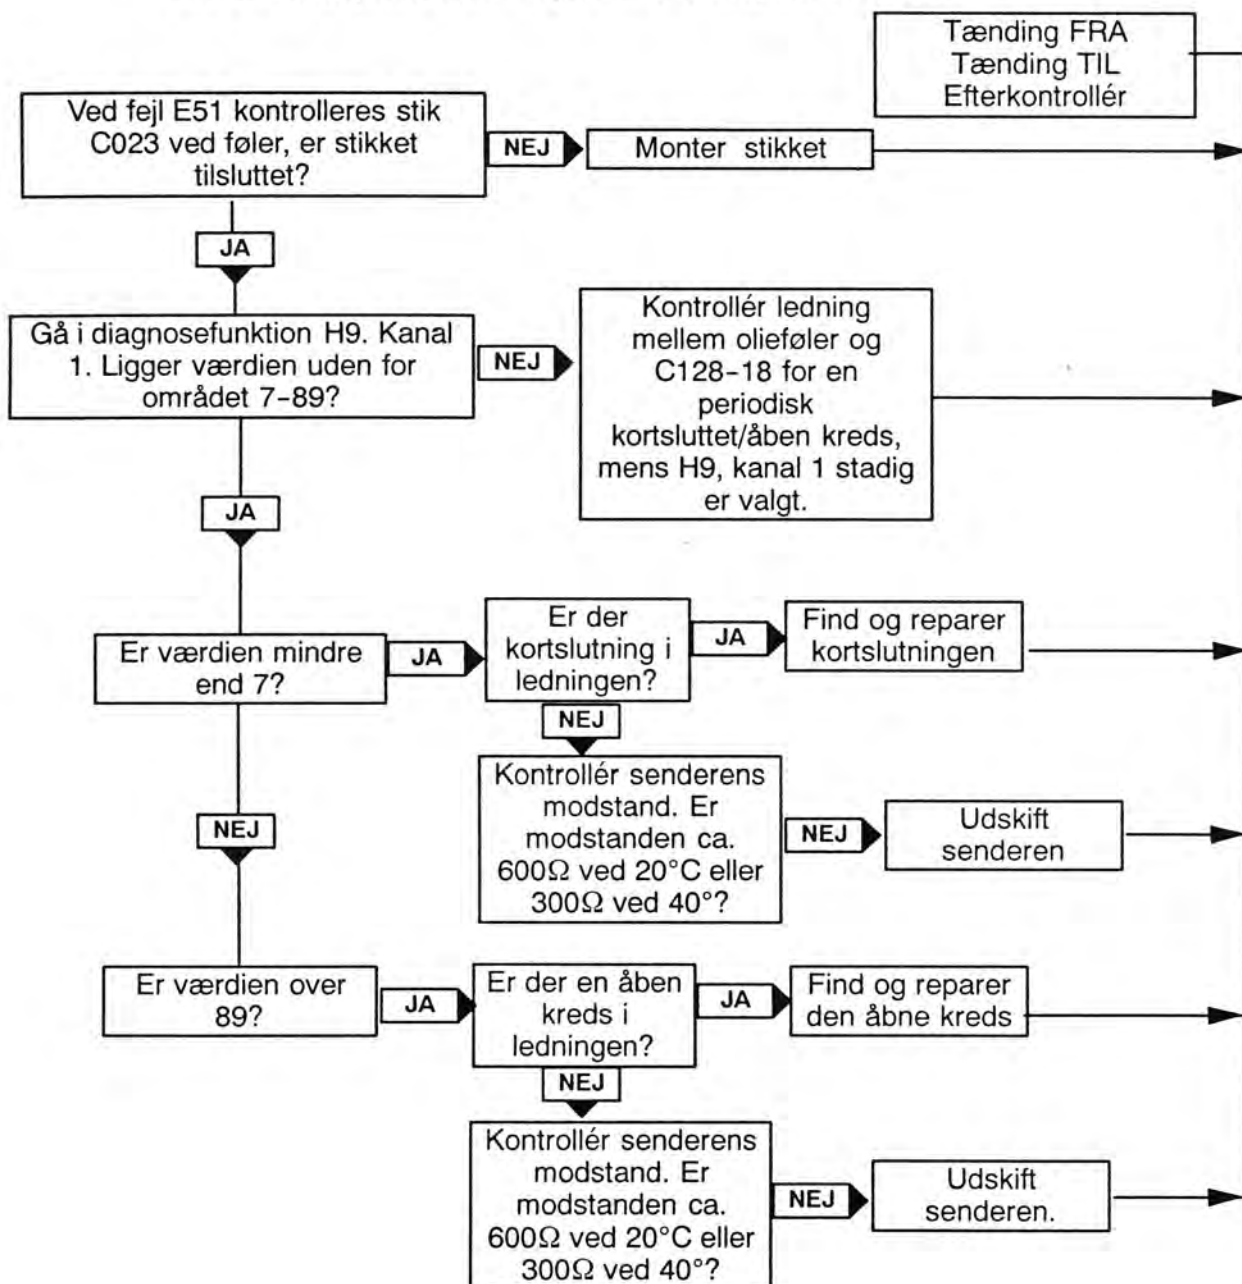 Tænding FRA
Tænding TIL
Efterkontrollér
Ved fejl E51 kontrolleres stik
C023 ved føler, er stikket
tilsluttet?
NEJ
Monter stikket
JA
Gå i diagnosefunktion H9. Kanal
1. Ligger værdien uden for
området 7-89?
NEJ
Kontrollér ledning
mellem olieføler og
C128-18 for en
periodisk
kortsluttet/åben kreds,
mens H9, kanal 1 stadig
er valgt.
JA
Er værdien mindre
end 7?
JA
Er der
kortslutning i
ledningen?
JA
Find og reparer
kortslutningen
NEJ
Kontrollér senderens
modstand. Er
modstanden ca.
600Ω ved 20°C eller
300Ω ved 40°?
NEJ
Udskift
senderen
NEJ
Er værdien over
89?
JA
Er der en åben
kreds i
ledningen?
JA
Find og reparer
den åbne kreds
NEJ
Kontrollér senderens
modstand. Er
modstanden ca.
600Ω ved 20°C eller
300Ω ved 40°?
NEJ
Udskift
senderen.